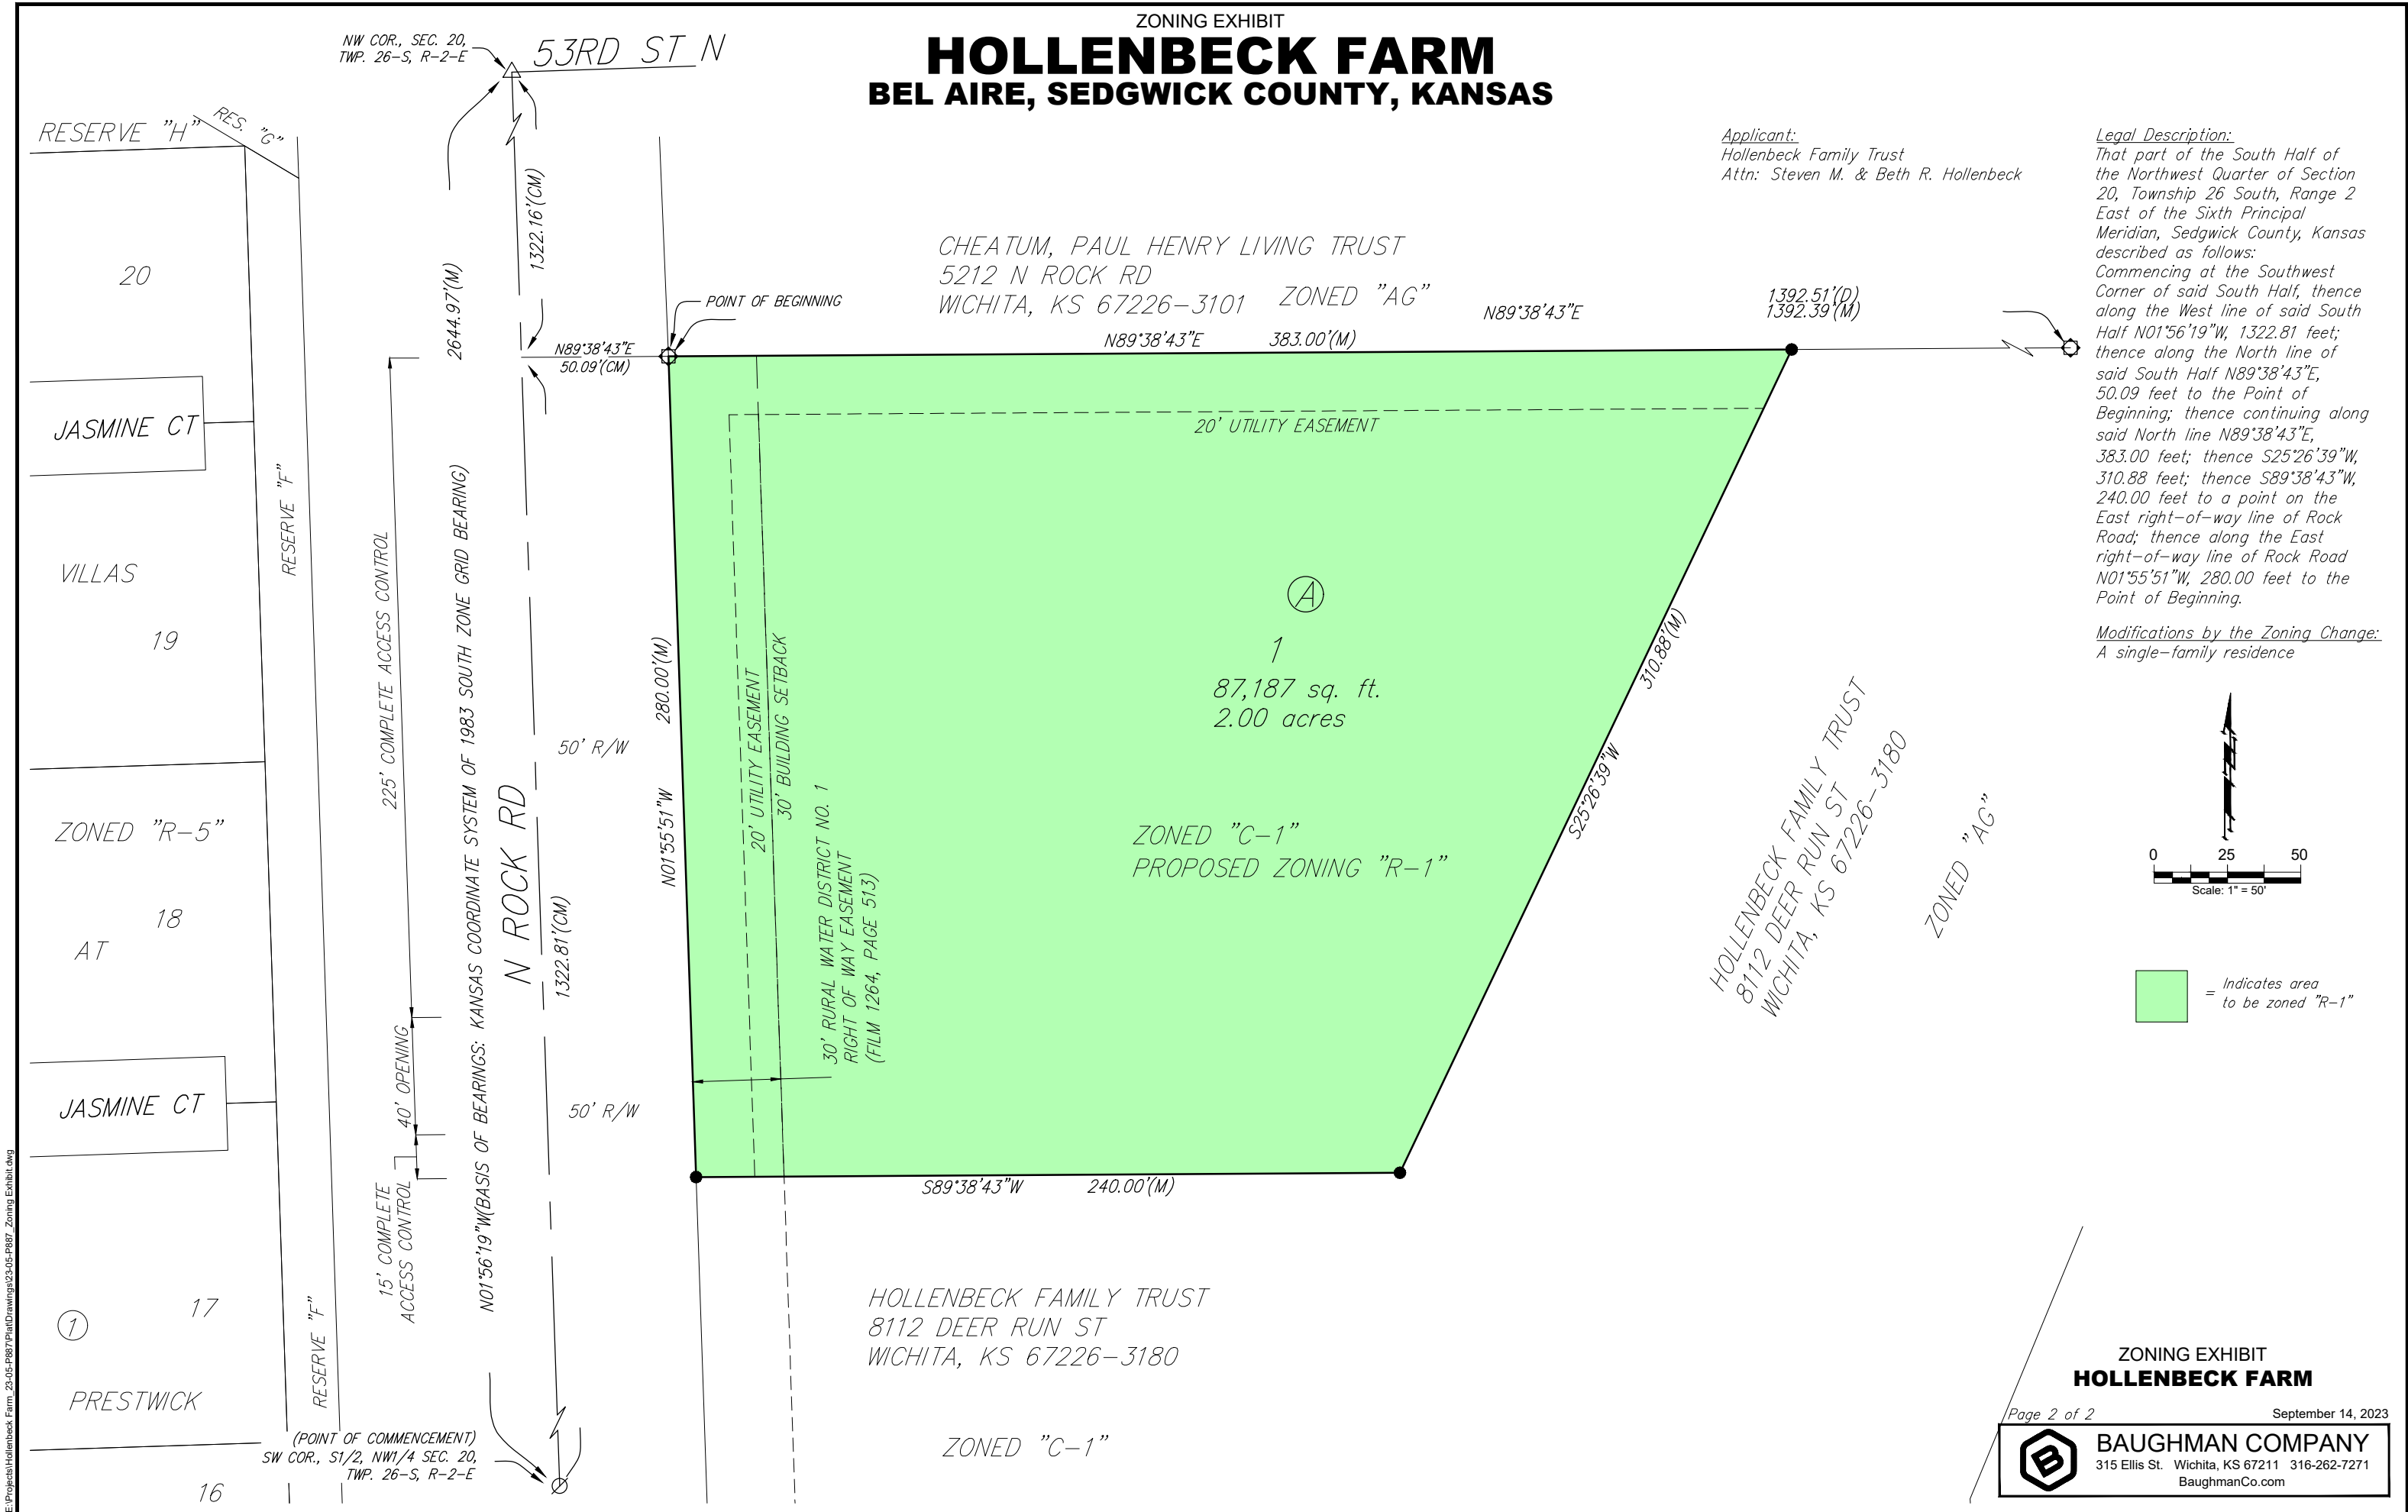 ZONING EXHIBIT
HOLLENBECK FARM
BEL AIRE, SEDGWICK COUNTY, KANSAS
NW COR., SEC. 20,
TWP. 26-S, R-2-E
53RD ST N
RESERVE "H"
RES. "G"
1322.16'(CM)
2644.97'(M)
Applicant:
Hollenbeck Family Trust
Attn: Steven M. & Beth R. Hollenbeck
Legal Description:
That part of the South Half of
the Northwest Quarter of Section
20, Township 26 South, Range 2
East of the Sixth Principal
Meridian, Sedgwick County, Kansas
described as follows:
Commencing at the Southwest
Corner of said South Half, thence
along the West line of said South
Half N01°56'19"W, 1322.81 feet;
thence along the North line of
said South Half N89°38'43"E,
50.09 feet to the Point of
Beginning; thence continuing along
said North line N89°38'43"E,
383.00 feet; thence S25°26'39"W,
310.88 feet; thence S89°38'43"W,
240.00 feet to a point on the
East right-of-way line of Rock
Road; thence along the East
right-of-way line of Rock Road
N01°55'51"W, 280.00 feet to the
Point of Beginning.
Modifications by the Zoning Change:
A single-family residence
CHEATUM, PAUL HENRY LIVING TRUST
5212 N ROCK RD
WICHITA, KS 67226-3101 ZONED "AG"
POINT OF BEGINNING
N89°38'43"E
50.09'(CM)
N89°38'43"E 383.00'(M)
N89°38'43"E
1392.51'(D)
1392.39'(M)
20' UTILITY EASEMENT
20
JASMINE CT
RESERVE "F"
VILLAS
19
225' COMPLETE ACCESS CONTROL
N01°56'19"W(BASIS OF BEARINGS: KANSAS COORDINATE SYSTEM OF 1983 SOUTH ZONE GRID BEARING)
N ROCK RD
1322.81'(CM)
50' R/W
280.00'(M)
N01°55'51"W
20' UTILITY EASEMENT
30' BUILDING SETBACK
30' RURAL WATER DISTRICT NO. 1
RIGHT OF WAY EASEMENT
(FILM 1264, PAGE 513)
A
1
87,187 sq. ft.
2.00 acres
ZONED "C-1"
PROPOSED ZONING "R-1"
310.88'(M)
S25°26'39"W
HOLLENBECK FAMILY TRUST
8112 DEER RUN ST
WICHITA, KS 67226-3180
ZONED "AG"
0 25 50
Scale: 1" = 50'
= Indicates area
to be zoned "R-1"
ZONED "R-5"
18
AT
40' OPENING
JASMINE CT
50' R/W
15' COMPLETE
ACCESS CONTROL
S89°38'43"W 240.00'(M)
17
1
RESERVE "F"
PRESTWICK
HOLLENBECK FAMILY TRUST
8112 DEER RUN ST
WICHITA, KS 67226-3180
ZONED "C-1"
(POINT OF COMMENCEMENT)
SW COR., S1/2, NW1/4 SEC. 20,
TWP. 26-S, R-2-E
16
ZONING EXHIBIT
HOLLENBECK FARM
Page 2 of 2
September 14, 2023
BAUGHMAN COMPANY
315 Ellis St. Wichita, KS 67211 316-262-7271
BaughmanCo.com
E:\Projects\Hollenbeck Farm_23-05-P887\Plat\Drawings\23-05-P887_Zoning Exhibit.dwg